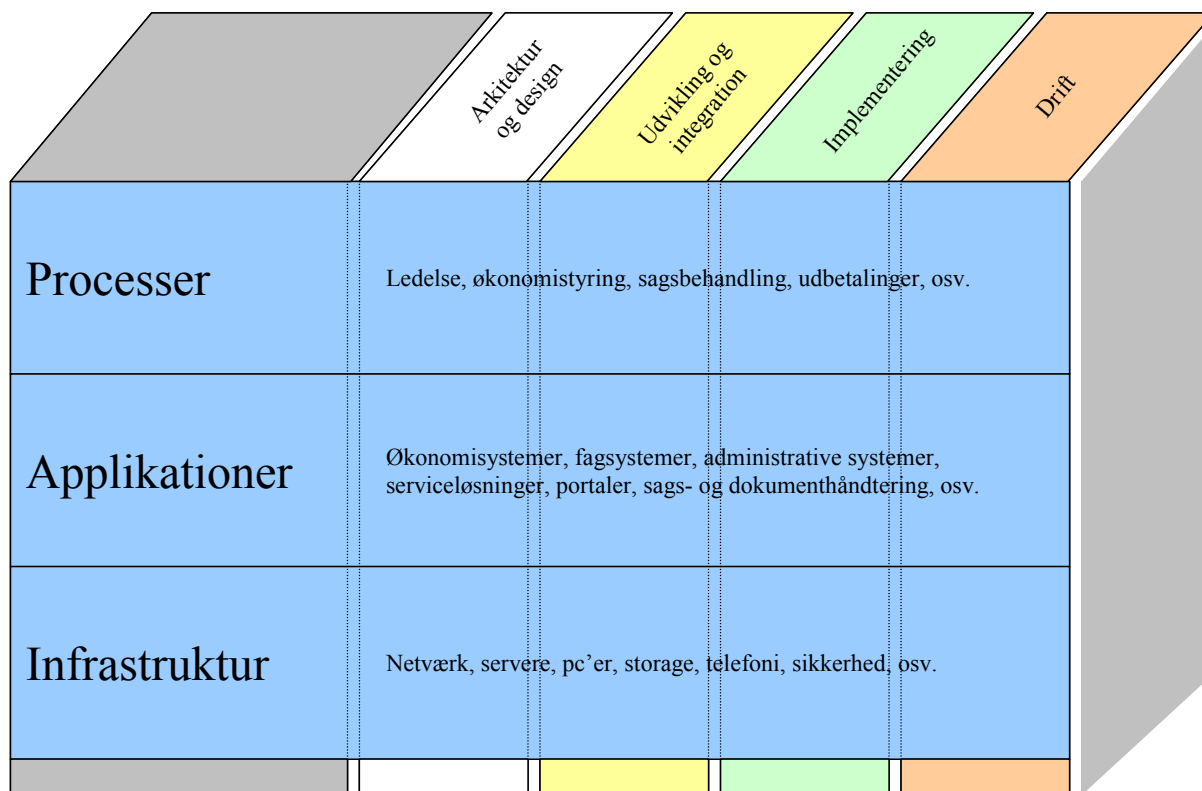 Arkitektur
og design
Udvikling og
integration
Implementering
Drift
Processer
Ledelse, økonomistyring, sagsbehandling, udbetalinger, osv.
Applikationer
Økonomisystemer, fagsystemer, administrative systemer,
serviceløsninger, portaler, sags- og dokumenthåndtering, osv.
Infrastruktur
Netværk, servere, pc’er, storage, telefoni, sikkerhed, osv.